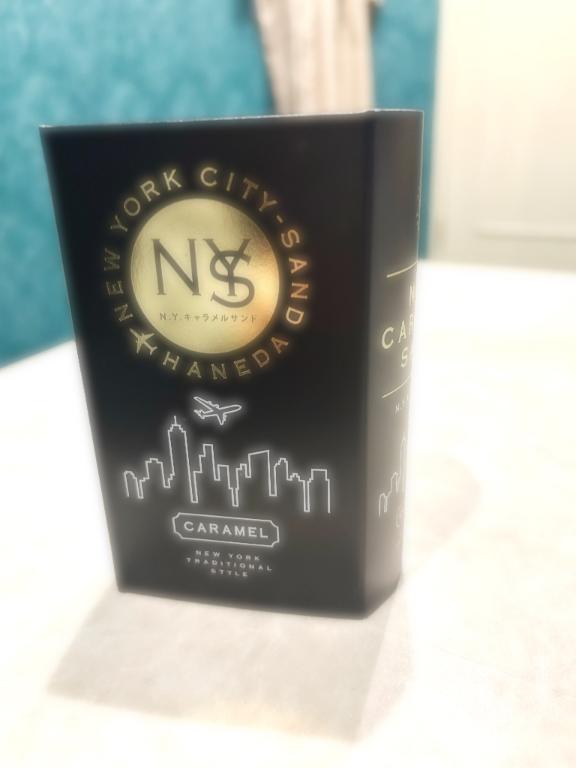 NEW YORK CITY-SAND
NYS
N.Y.キャラメルサンド
HANEDA
CARAMEL
NEW YORK
TRADITIONAL
STYLE